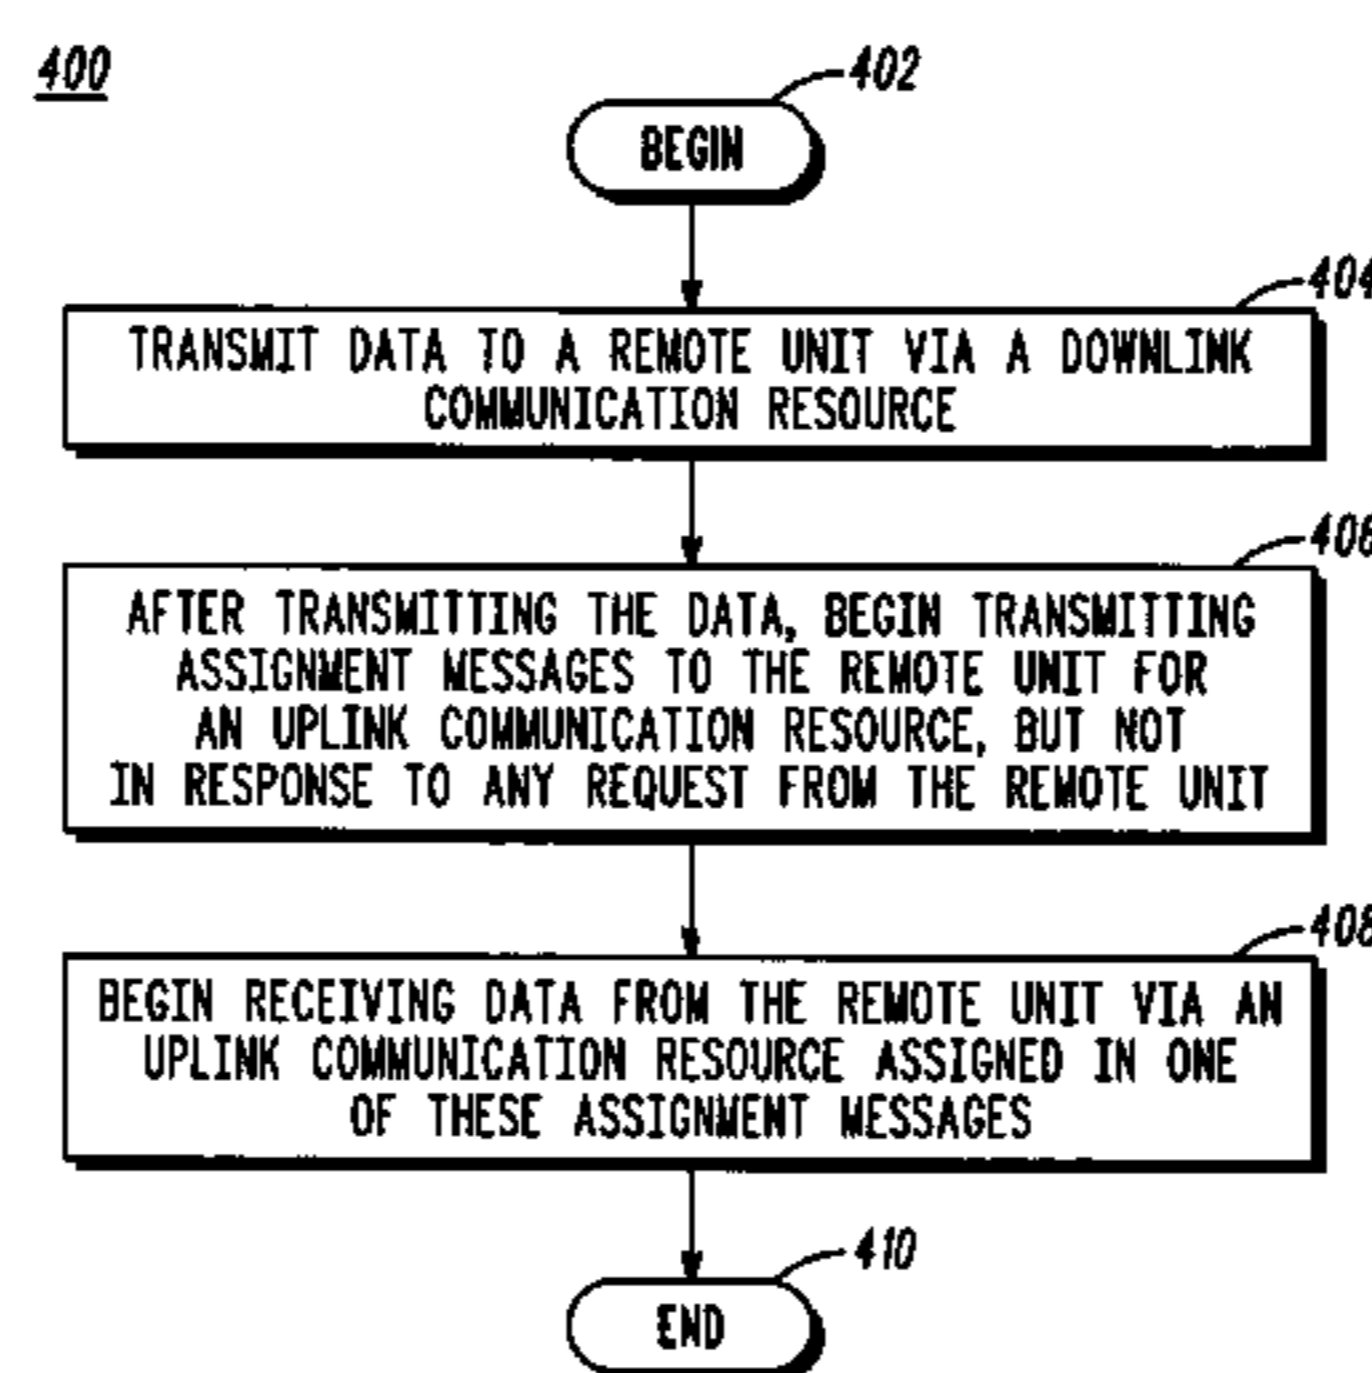 400
402
BEGIN
404
TRANSMIT DATA TO A REMOTE UNIT VIA A DOWNLINK
COMMUNICATION RESOURCE
406
AFTER TRANSMITTING THE DATA, BEGIN TRANSMITTING
ASSIGNMENT MESSAGES TO THE REMOTE UNIT FOR
AN UPLINK COMMUNICATION RESOURCE, BUT NOT
IN RESPONSE TO ANY REQUEST FROM THE REMOTE UNIT
408
BEGIN RECEIVING DATA FROM THE REMOTE UNIT VIA AN
UPLINK COMMUNICATION RESOURCE ASSIGNED IN ONE
OF THESE ASSIGNMENT MESSAGES
410
END